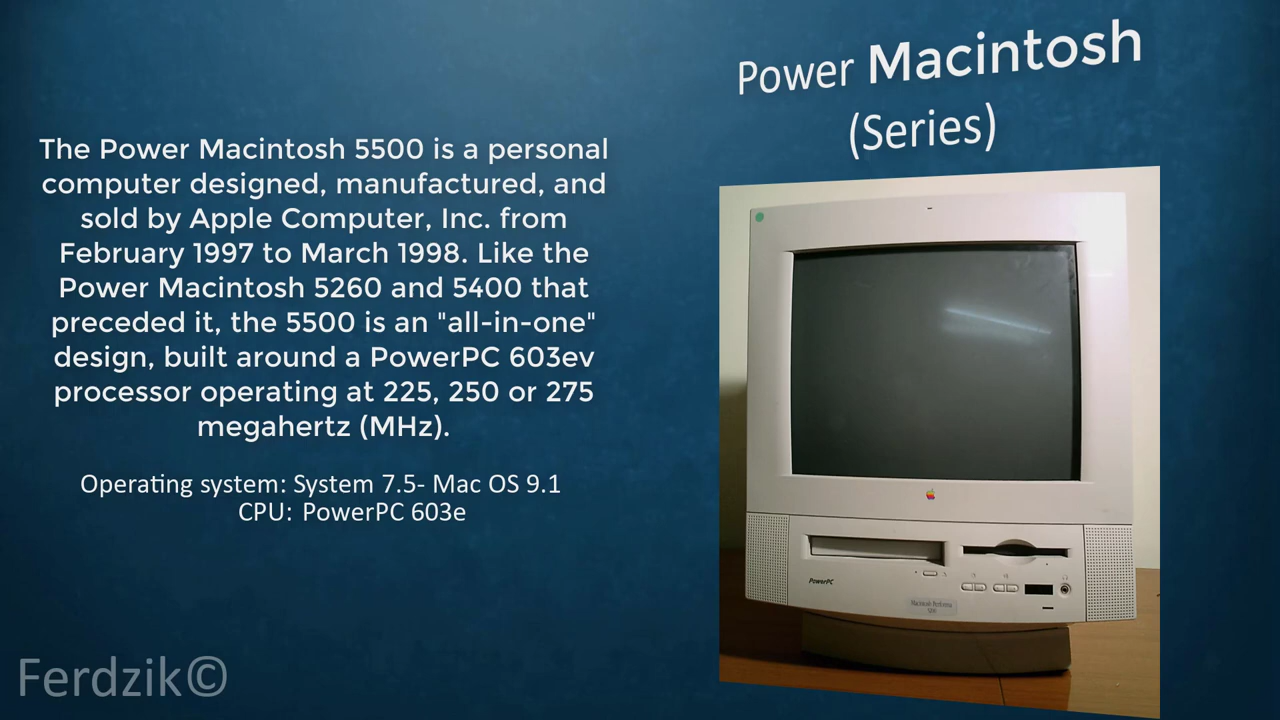 Power Macintosh
(Series)
The Power Macintosh 5500 is a personal
computer designed, manufactured, and
sold by Apple Computer, Inc. from
February 1997 to March 1998. Like the
Power Macintosh 5260 and 5400 that
preceded it, the 5500 is an "all-in-one"
design, built around a PowerPC 603ev
processor operating at 225, 250 or 275
megahertz (MHz).
Operating system: System 7.5- Mac OS 9.1
CPU: PowerPC 603e
PowerPC
Macintosh Performa
Ferdzik©